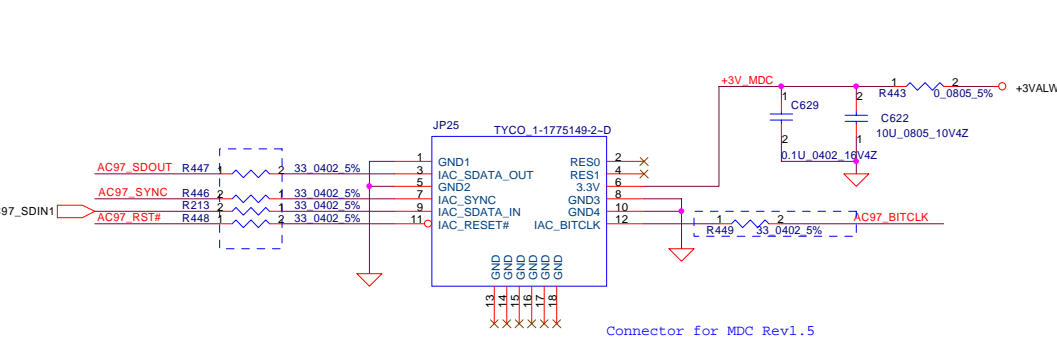 +3V_MDC
1
2
R443
0_0805_5%
+3VALW
1
C629
2
0.1U_0402_16V4Z
2
C622
10U_0805_10V4Z
1
JP25
TYCO_1-1775149-2~D
AC97_SDOUT
R447
1
2
33_0402_5%
AC97_SYNC
R446
2
1
33_0402_5%
97_SDIN1
R213
2
1
33_0402_5%
AC97_RST#
R448
1
2
33_0402_5%
1
GND1
3
IAC_SDATA_OUT
5
GND2
7
IAC_SYNC
9
IAC_SDATA_IN
11
IAC_RESET#
RES0
2
RES1
4
3.3V
6
GND3
8
GND4
10
IAC_BITCLK
12
R449
1
2
33_0402_5%
AC97_BITCLK
GND
GND
GND
GND
GND
GND
13
14
15
16
17
18
Connector for MDC Rev1.5